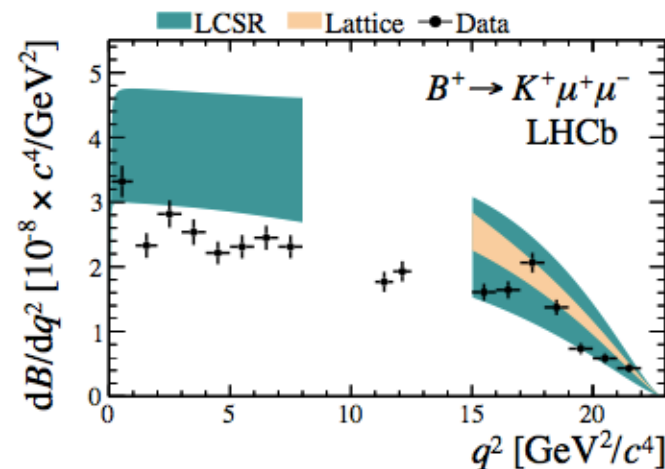 LCSR Lattice Data
B⁺ → K⁺μ⁺μ⁻
LHCb
dB/dq² [10⁻⁸ × c⁴/GeV²]
5
4
3
2
1
0
0 5 10 15 20
q² [GeV²/c⁴]